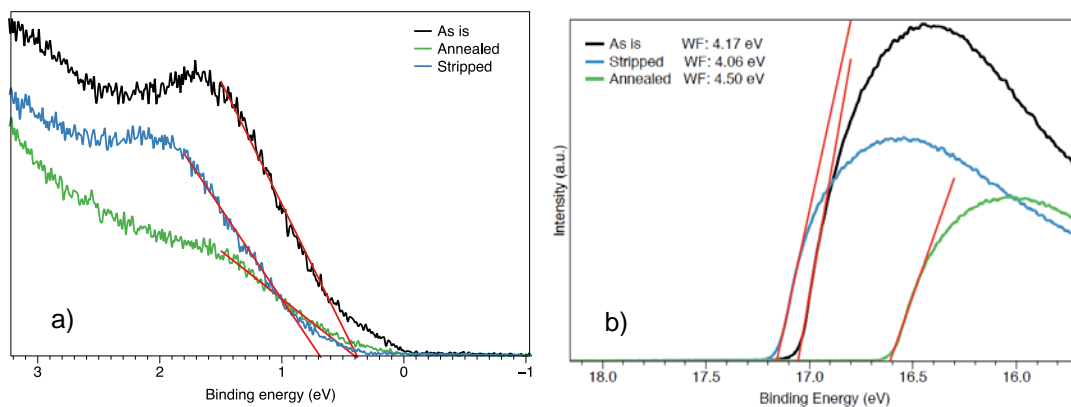 As is
Annealed
Stripped
a)
3
2
1
0
−1
Binding energy (eV)
As is WF: 4.17 eV
Stripped WF: 4.06 eV
Annealed WF: 4.50 eV
Intensity (a.u.)
b)
18.0
17.5
17.0
16.5
16.0
Binding Energy (eV)